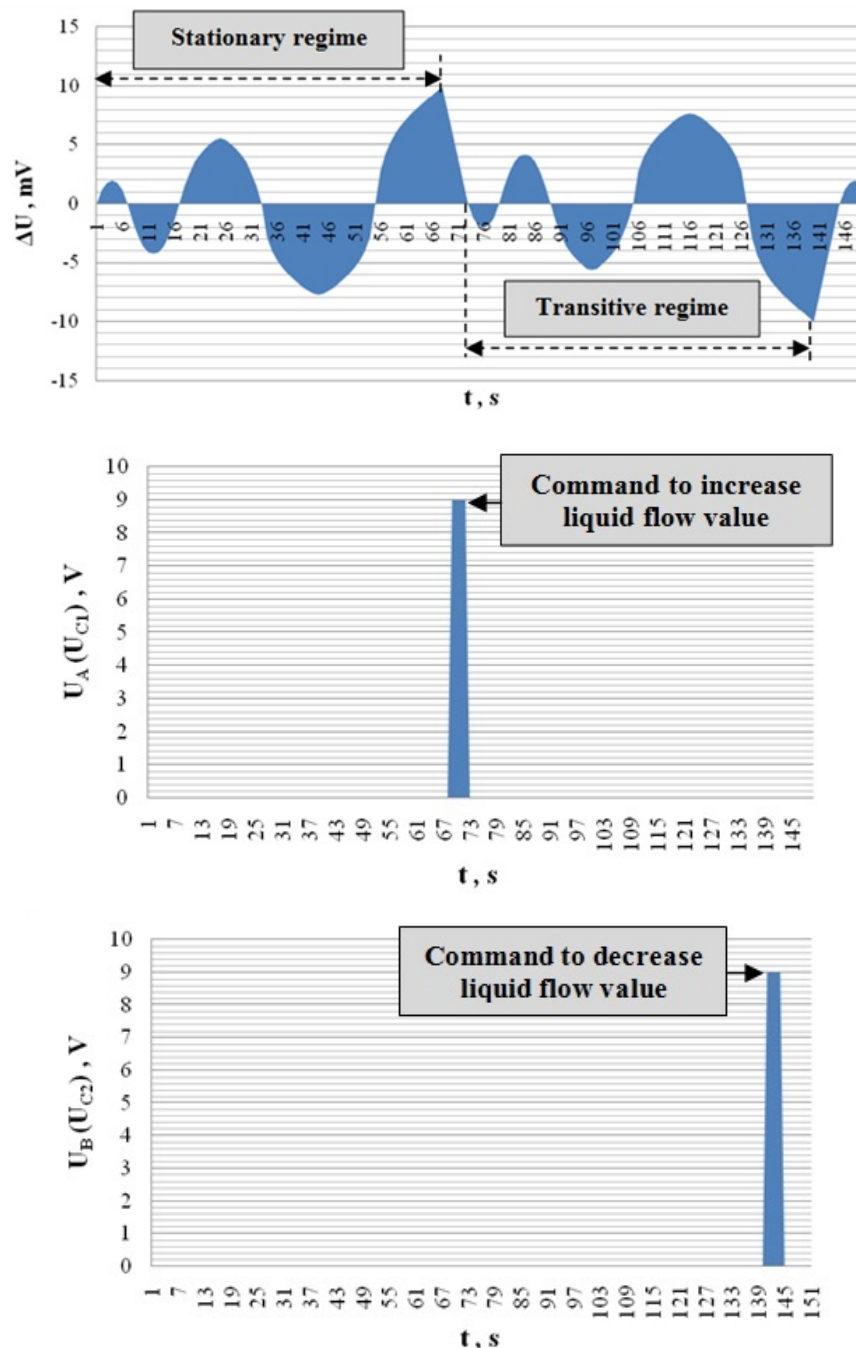 15
Stationary regime
10
5
0
-5
-10
-15
ΔU , mV
1 6 11 16 21 26 31 36 41 46 51 56 61 66 71 76 81 86 91 96 101 106 111 116 121 126 131 136 141 146
Transitive regime
t , s
10
9
8
7
6
5
4
3
2
1
0
Command to increase
liquid flow value
U_A (U_C1) , V
1 7 13 19 25 31 37 43 49 55 61 67 73 79 85 91 97 103 109 115 121 127 133 139 145
t , s
10
9
8
7
6
5
4
3
2
1
0
Command to decrease
liquid flow value
U_B (U_C2) , V
1 7 13 19 25 31 37 43 49 55 61 67 73 79 85 91 97 103 109 115 121 127 133 139 145 151
t , s